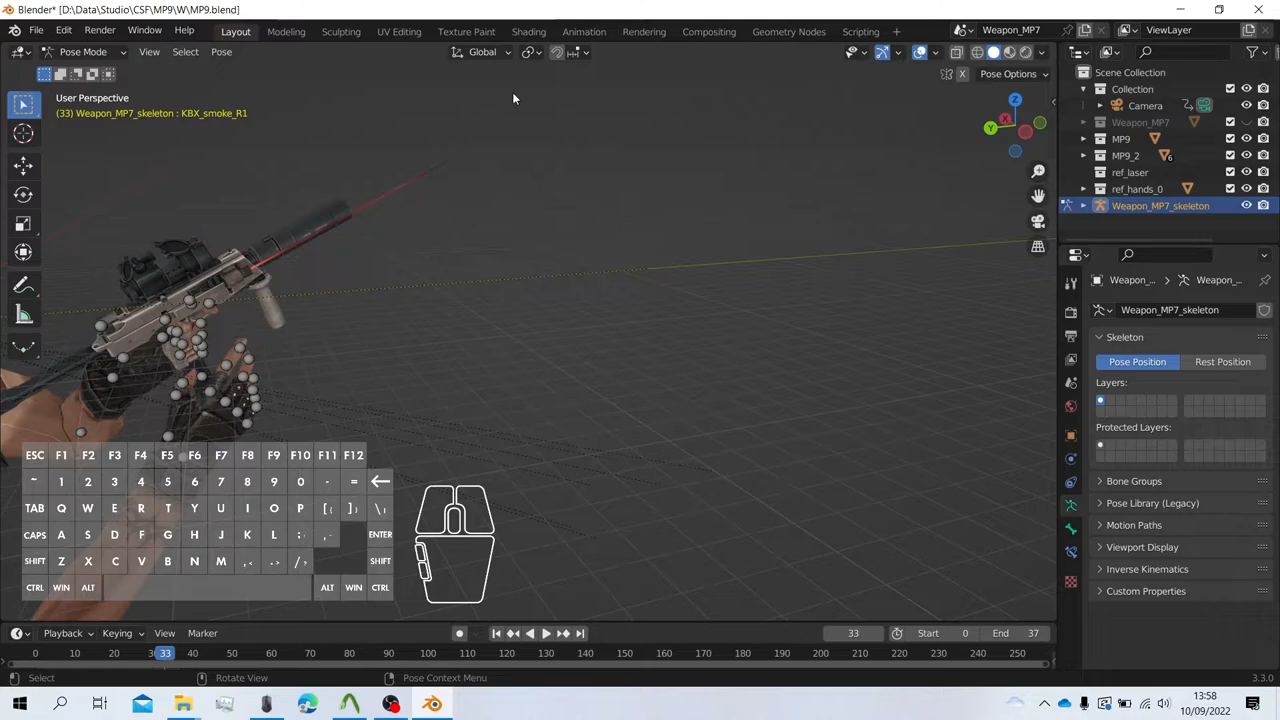 Blender* [D:\Data\Studio\CSF\MP9\W\MP9.blend]
File Edit Render Window Help Layout Modeling Sculpting UV Editing Texture Paint Shading Animation Rendering Compositing Geometry Nodes Scripting Weapon_MP7 ViewLayer
Pose Mode View Select Pose Global
X Pose Options
User Perspective
(33) Weapon_MP7_skeleton : KBX_smoke_R1
Z
Y
X
Scene Collection
Collection
Camera
Weapon_MP7
MP9
MP9_2 6
ref_laser
ref_hands_0
Weapon_MP7_skeleton
Weapon_... > Weapon_...
Weapon_MP7_skeleton
Skeleton
Pose Position Rest Position
Layers:
Protected Layers:
Bone Groups
Pose Library (Legacy)
Motion Paths
Viewport Display
Inverse Kinematics
Custom Properties
ESC F1 F2 F3 F4 F5 F6 F7 F8 F9 F10 F11 F12
~ 1 2 3 4 5 6 7 8 9 0 - =
TAB Q W E R T Y U I O P [{ ]} \|
CAPS A S D F G H J K L ;: ENTER
SHIFT Z X C V B N M ,< .> /? SHIFT
CTRL WIN ALT ALT WIN CTRL
Playback Keying View Marker 33 Start 0 End 37
0 10 20 30 33 40 50 60 70 80 90 100 110 120 130 140 150 160 170 180 190 200 210 220 230 240 250
Select Rotate View Pose Context Menu 3.3.0
13:58
10/09/2022